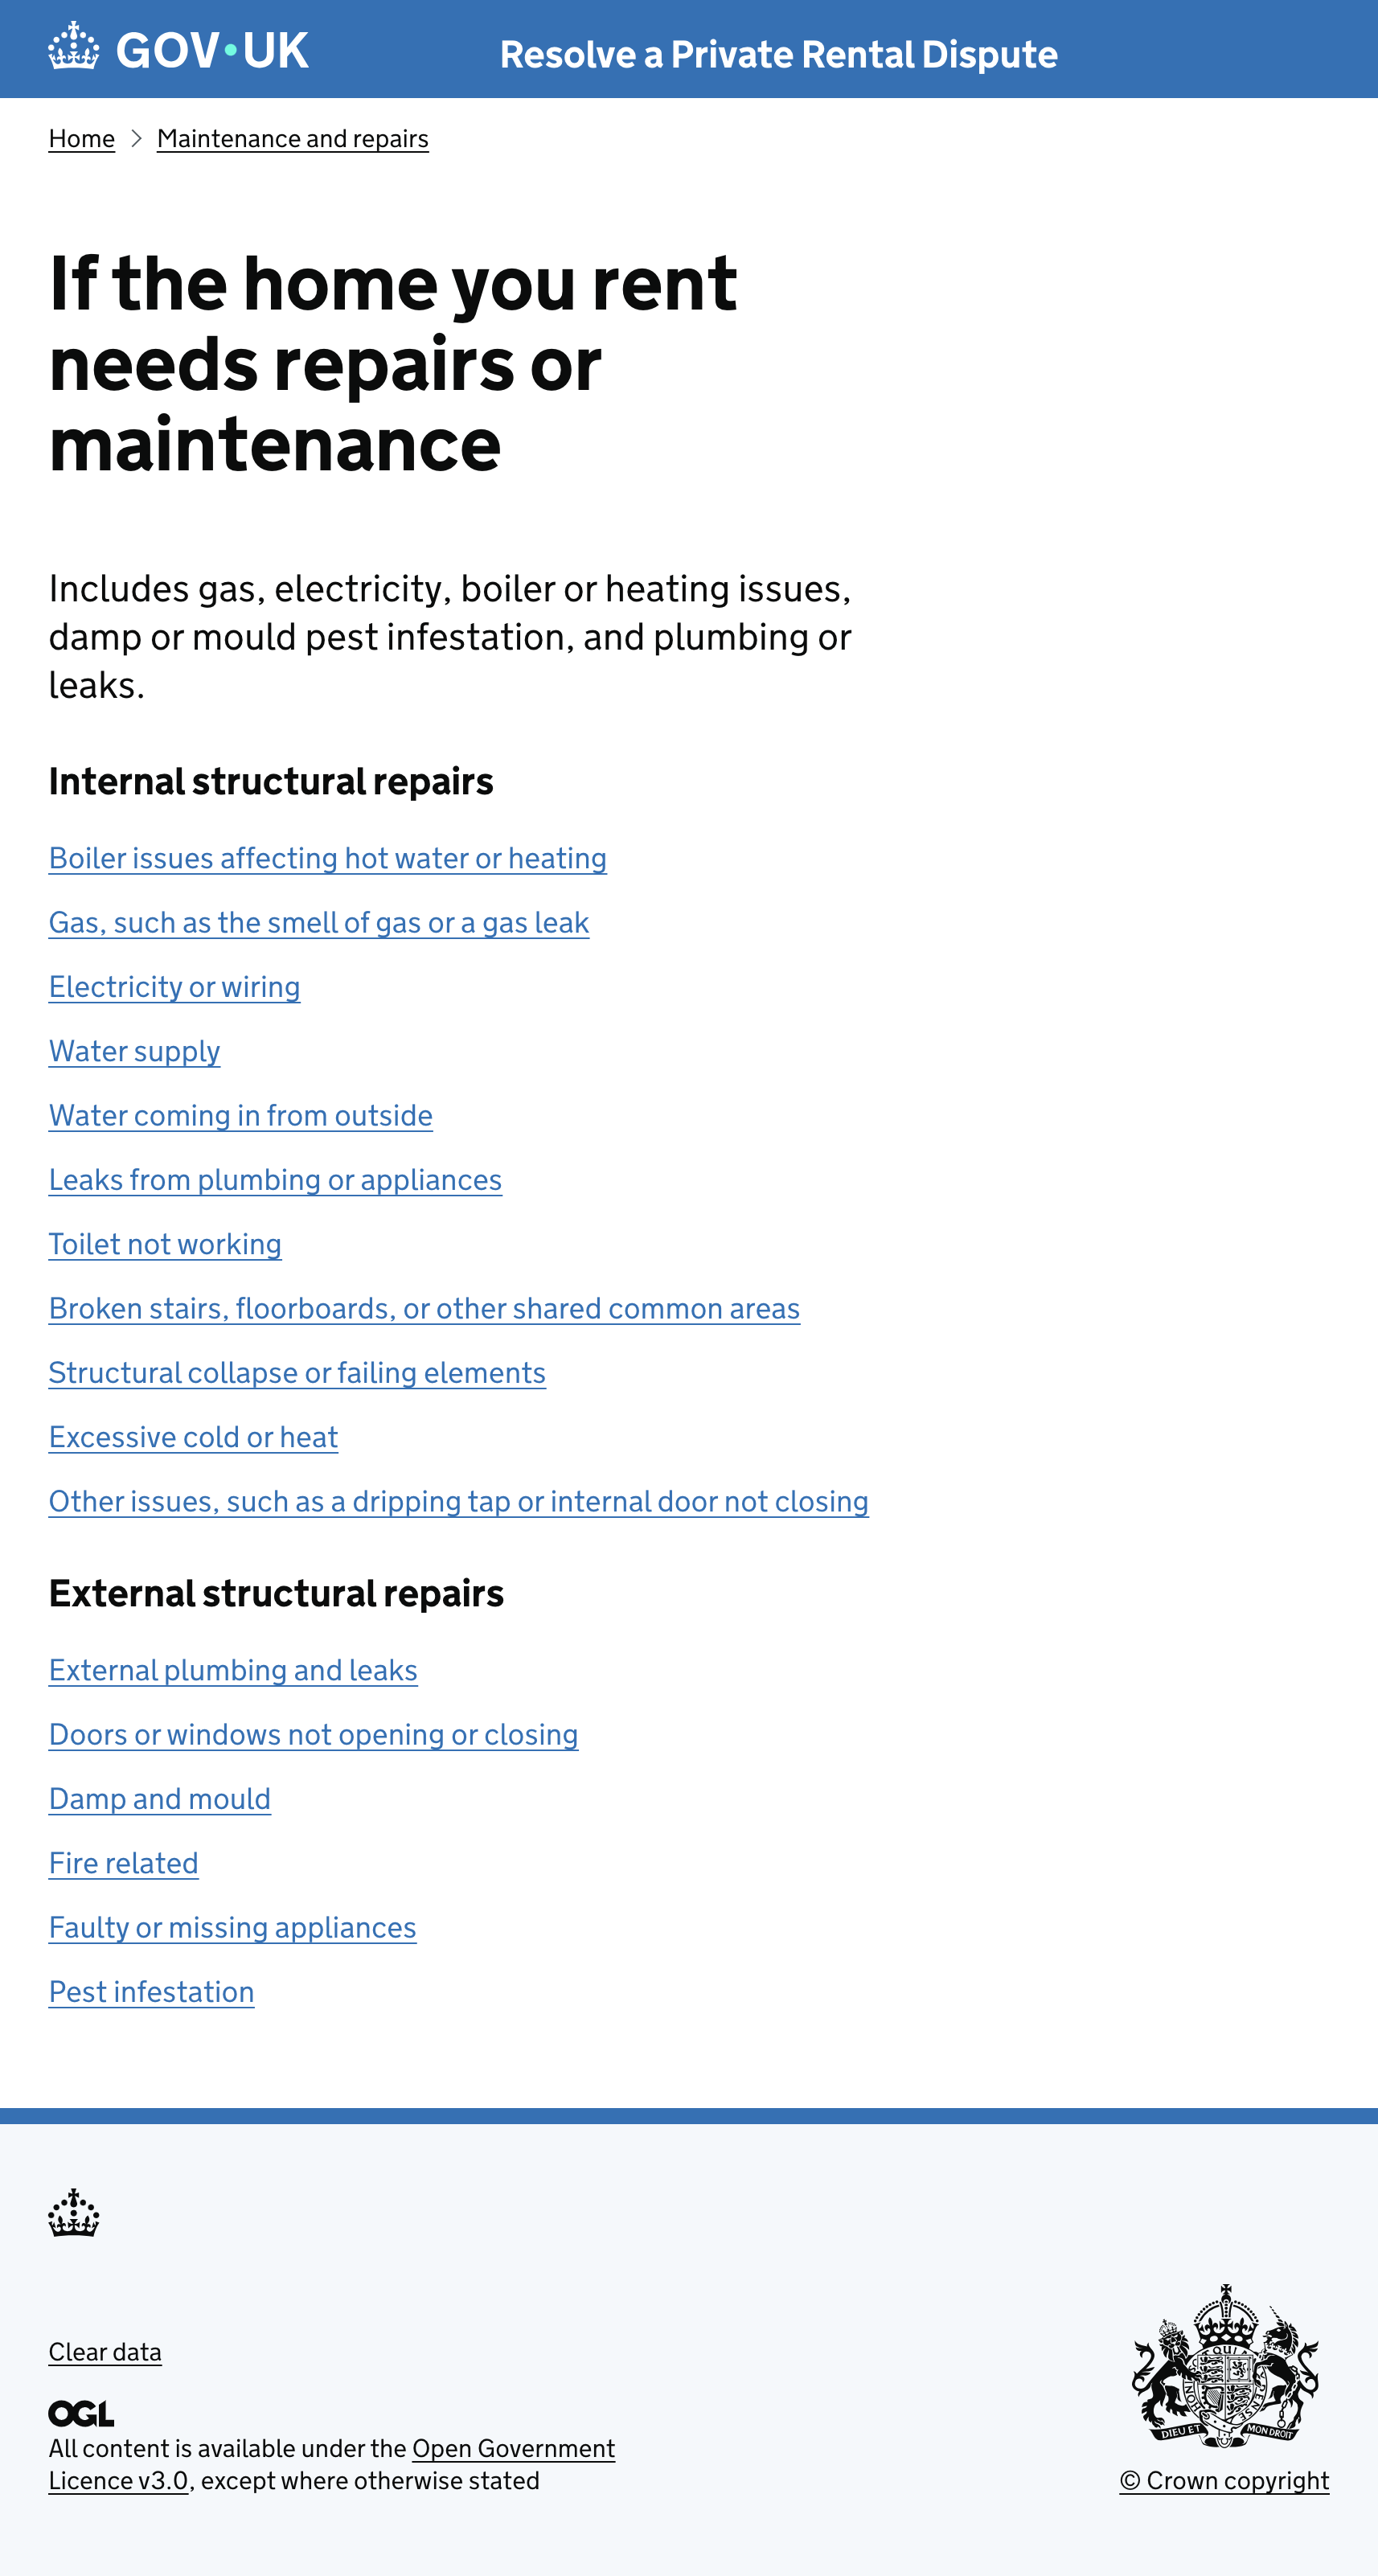 GOV·UK
Resolve a Private Rental Dispute
Home > Maintenance and repairs
If the home you rent
needs repairs or
maintenance
Includes gas, electricity, boiler or heating issues,
damp or mould pest infestation, and plumbing or
leaks.
Internal structural repairs
Boiler issues affecting hot water or heating
Gas, such as the smell of gas or a gas leak
Electricity or wiring
Water supply
Water coming in from outside
Leaks from plumbing or appliances
Toilet not working
Broken stairs, floorboards, or other shared common areas
Structural collapse or failing elements
Excessive cold or heat
Other issues, such as a dripping tap or internal door not closing
External structural repairs
External plumbing and leaks
Doors or windows not opening or closing
Damp and mould
Fire related
Faulty or missing appliances
Pest infestation
Clear data
OGL
All content is available under the Open Government
Licence v3.0, except where otherwise stated
DIEU ET MON DROIT
© Crown copyright